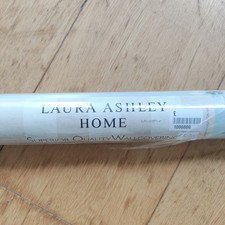 LAURA ASHLEY
HOME
SUPERIOR QUALITY WALLCOVERING